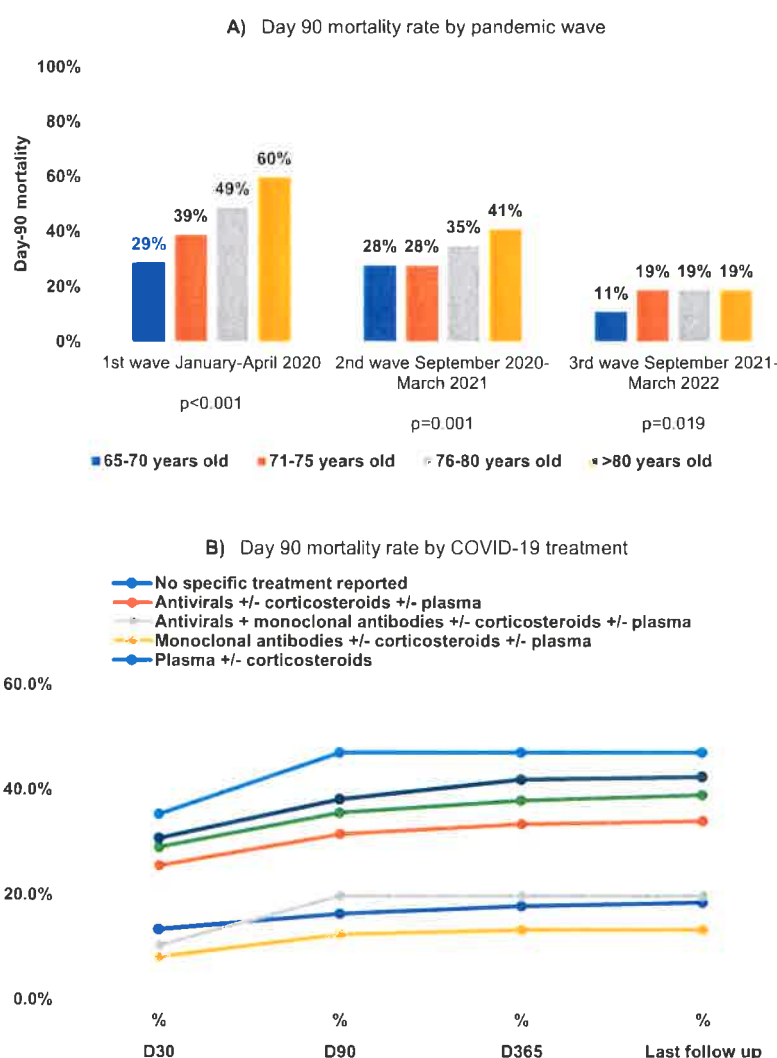 A) Day 90 mortality rate by pandemic wave
100%
80%
60%
40%
20%
0%
Day-90 mortality
29%
39%
49%
60%
28%
28%
35%
41%
11%
19%
19%
19%
1st wave January-April 2020
2nd wave September 2020-
March 2021
3rd wave September 2021-
March 2022
p<0.001
p=0.001
p=0.019
65-70 years old
71-75 years old
76-80 years old
>80 years old
B) Day 90 mortality rate by COVID-19 treatment
No specific treatment reported
Antivirals +/- corticosteroids +/- plasma
Antivirals + monoclonal antibodies +/- corticosteroids +/- plasma
Monoclonal antibodies +/- corticosteroids +/- plasma
Plasma +/- corticosteroids
60.0%
40.0%
20.0%
0.0%
% % % %
D30 D90 D365 Last follow up